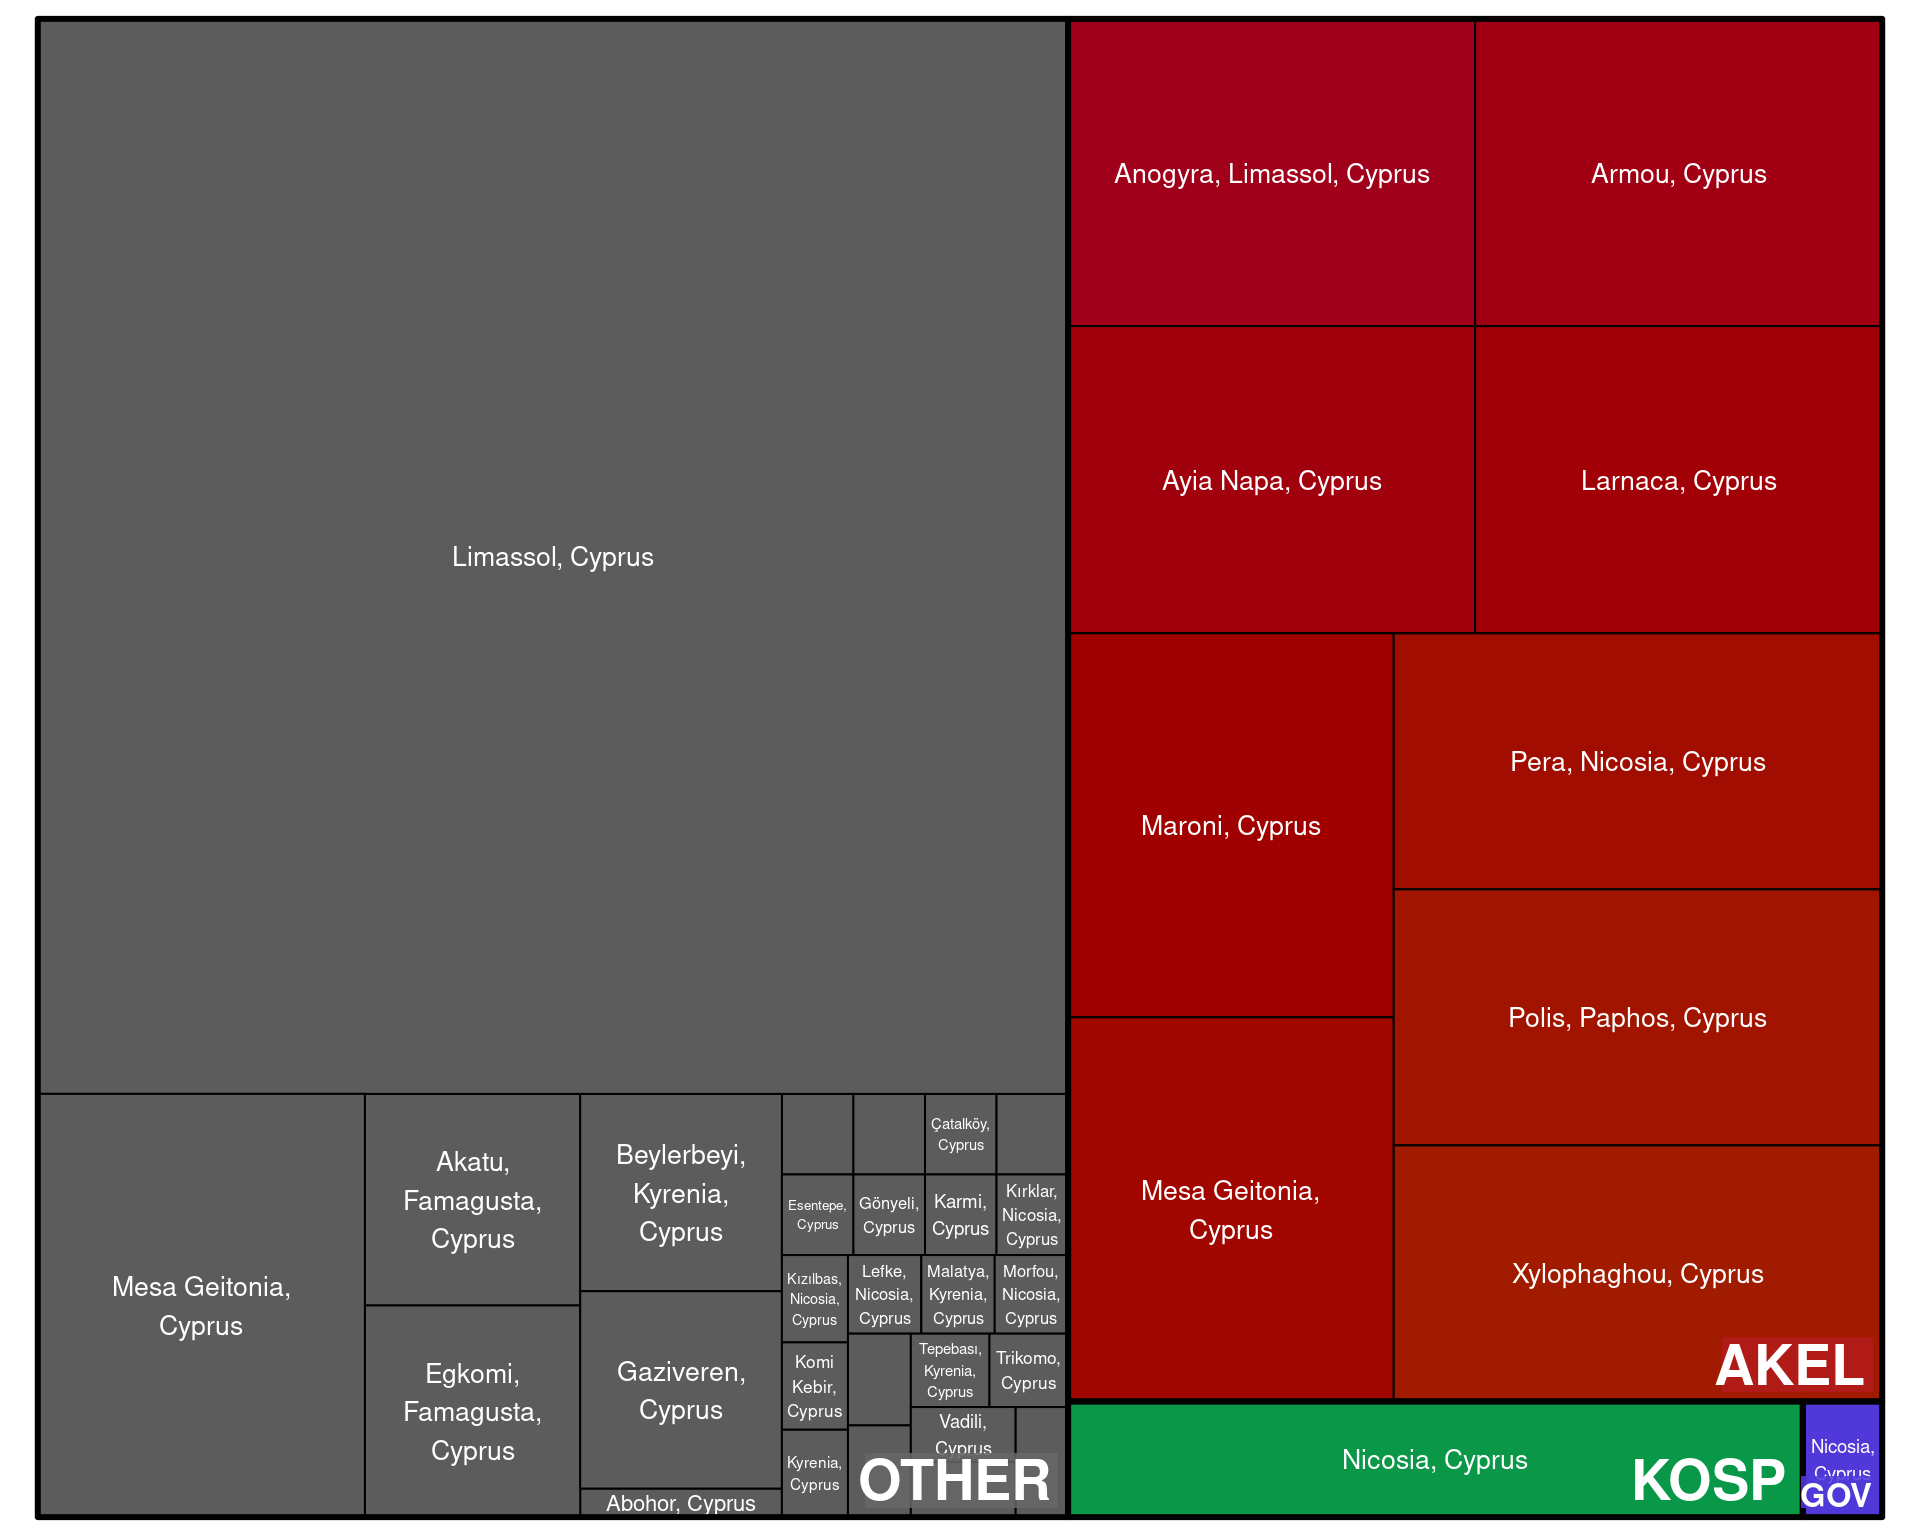 Limassol, Cyprus
Mesa Geitonia,
Cyprus
Akatu,
Famagusta,
Cyprus
Egkomi,
Famagusta,
Cyprus
Beylerbeyi,
Kyrenia,
Cyprus
Gaziveren,
Cyprus
Abohor, Cyprus
Çatalköy,
Cyprus
Esentepe,
Cyprus
Gönyeli,
Cyprus
Karmi,
Cyprus
Kırklar,
Nicosia,
Cyprus
Kızılbas,
Nicosia,
Cyprus
Lefke,
Nicosia,
Cyprus
Malatya,
Kyrenia,
Cyprus
Morfou,
Nicosia,
Cyprus
Komi
Kebir,
Cyprus
Tepebası,
Kyrenia,
Cyprus
Trikomo,
Cyprus
Kyrenia,
Cyprus
Vadili,
Cyprus
OTHER
Anogyra, Limassol, Cyprus
Armou, Cyprus
Ayia Napa, Cyprus
Larnaca, Cyprus
Maroni, Cyprus
Pera, Nicosia, Cyprus
Polis, Paphos, Cyprus
Mesa Geitonia,
Cyprus
Xylophaghou, Cyprus
AKEL
Nicosia, Cyprus
KOSP
Nicosia,
Cyprus
GOV